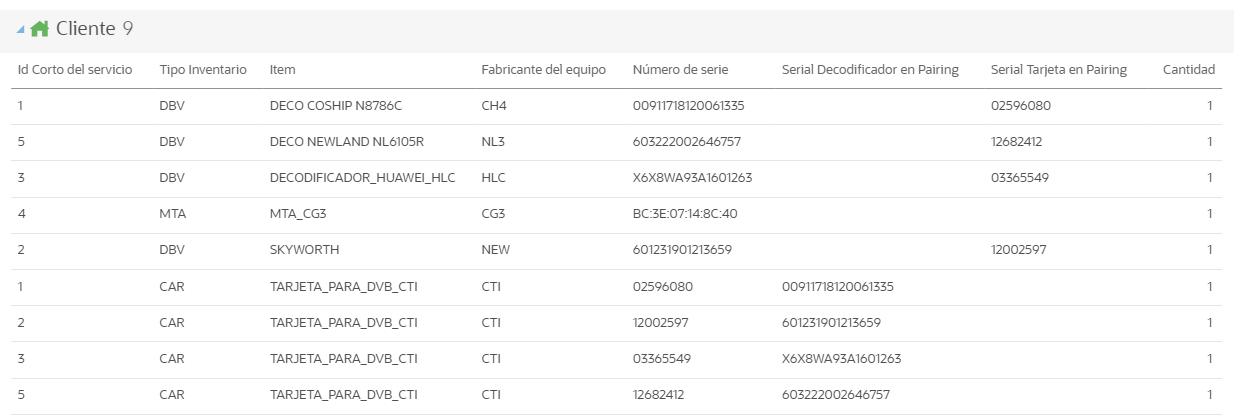 Cliente 9
Id Corto del servicio Tipo Inventario Item Fabricante del equipo Número de serie Serial Decodificador en Pairing Serial Tarjeta en Pairing Cantidad
1 DBV DECO COSHIP N8786C CH4 00911718120061335 02596080 1
5 DBV DECO NEWLAND NL6105R NL3 603222002646757 12682412 1
3 DBV DECODIFICADOR_HUAWEI_HLC HLC X6X8WA93A1601263 03365549 1
4 MTA MTA_CG3 CG3 BC:3E:07:14:8C:40 1
2 DBV SKYWORTH NEW 601231901213659 12002597 1
1 CAR TARJETA_PARA_DVB_CTI CTI 02596080 00911718120061335 1
2 CAR TARJETA_PARA_DVB_CTI CTI 12002597 601231901213659 1
3 CAR TARJETA_PARA_DVB_CTI CTI 03365549 X6X8WA93A1601263 1
5 CAR TARJETA_PARA_DVB_CTI CTI 12682412 603222002646757 1